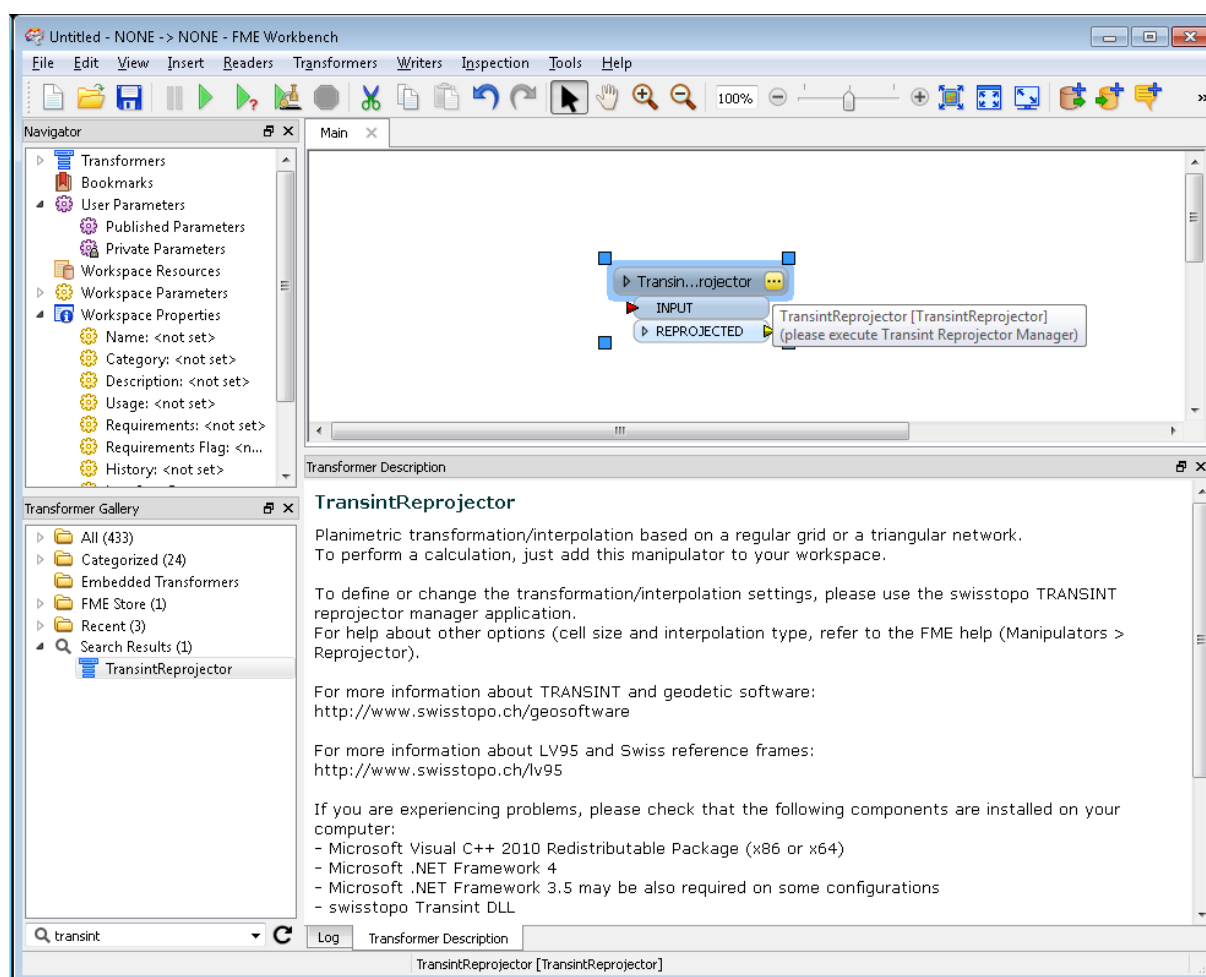 Untitled - NONE -> NONE - FME Workbench
File Edit View Insert Readers Transformers Writers Inspection Tools Help
100%
»
Navigator
Transformers
Bookmarks
User Parameters
Published Parameters
Private Parameters
Workspace Resources
Workspace Parameters
Workspace Properties
Name: <not set>
Category: <not set>
Description: <not set>
Usage: <not set>
Requirements: <not set>
Requirements Flag: <n...
History: <not set>
Main
Transin...rojector
INPUT
REPROJECTED
TransintReprojector [TransintReprojector]
(please execute Transint Reprojector Manager)
Transformer Gallery
All (433)
Categorized (24)
Embedded Transformers
FME Store (1)
Recent (3)
Search Results (1)
TransintReprojector
transint
Transformer Description
TransintReprojector
Planimetric transformation/interpolation based on a regular grid or a triangular network.
To perform a calculation, just add this manipulator to your workspace.
To define or change the transformation/interpolation settings, please use the swisstopo TRANSINT
reprojector manager application.
For help about other options (cell size and interpolation type, refer to the FME help (Manipulators >
Reprojector).
For more information about TRANSINT and geodetic software:
http://www.swisstopo.ch/geosoftware
For more information about LV95 and Swiss reference frames:
http://www.swisstopo.ch/lv95
If you are experiencing problems, please check that the following components are installed on your
computer:
- Microsoft Visual C++ 2010 Redistributable Package (x86 or x64)
- Microsoft .NET Framework 4
- Microsoft .NET Framework 3.5 may be also required on some configurations
- swisstopo Transint DLL
Log Transformer Description
TransintReprojector [TransintReprojector]